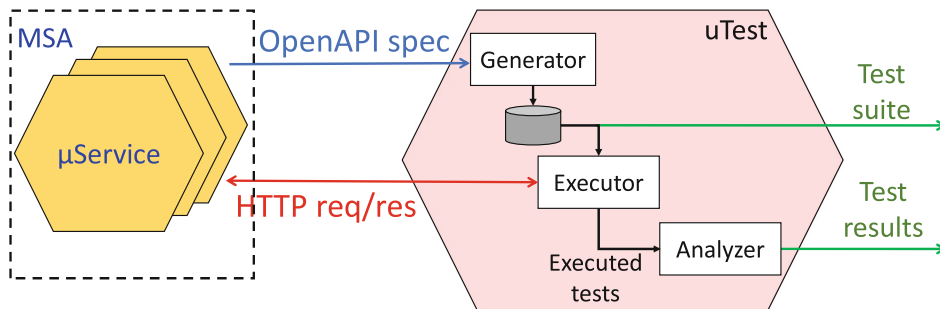 MSA
OpenAPI spec
uTest
Generator
Test
suite
µService
Executor
HTTP req/res
Test
results
Analyzer
Executed
tests